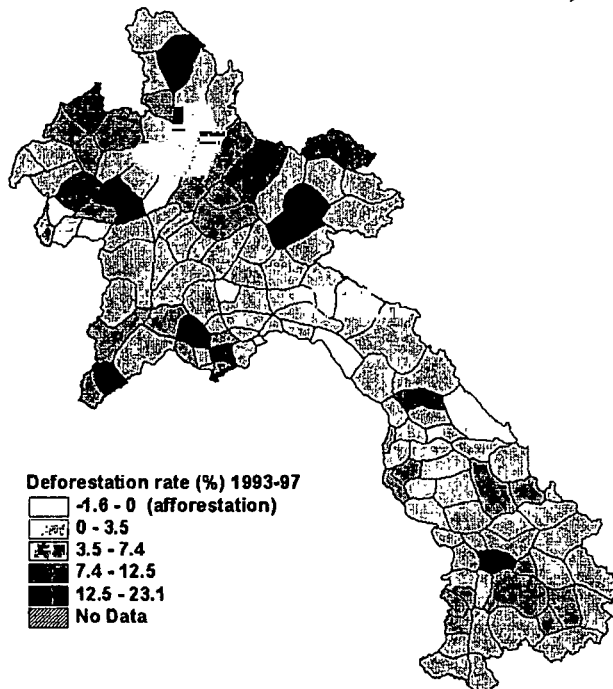 Deforestation rate (%) 1993-97
-1.6 - 0 (afforestation)
0 - 3.5
3.5 - 7.4
7.4 - 12.5
12.5 - 23.1
No Data